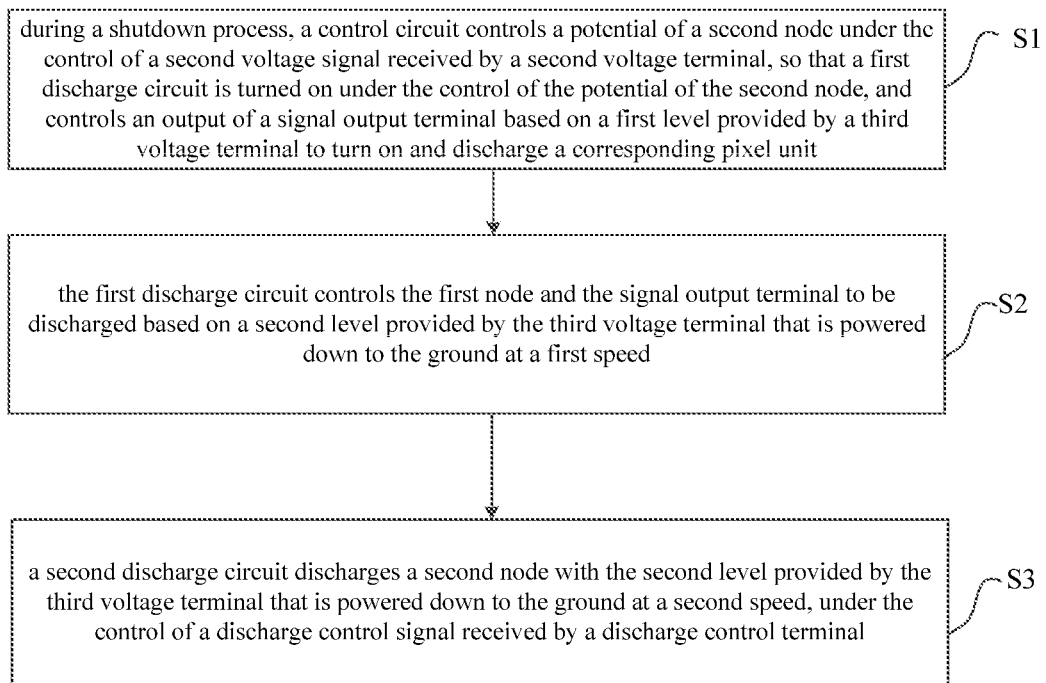 during a shutdown process, a control circuit controls a potential of a second node under the
control of a second voltage signal received by a second voltage terminal, so that a first
discharge circuit is turned on under the control of the potential of the second node, and
controls an output of a signal output terminal based on a first level provided by a third
voltage terminal to turn on and discharge a corresponding pixel unit
S1
the first discharge circuit controls the first node and the signal output terminal to be
discharged based on a second level provided by the third voltage terminal that is powered
down to the ground at a first speed
S2
a second discharge circuit discharges a second node with the second level provided by the
third voltage terminal that is powered down to the ground at a second speed, under the
control of a discharge control signal received by a discharge control terminal
S3